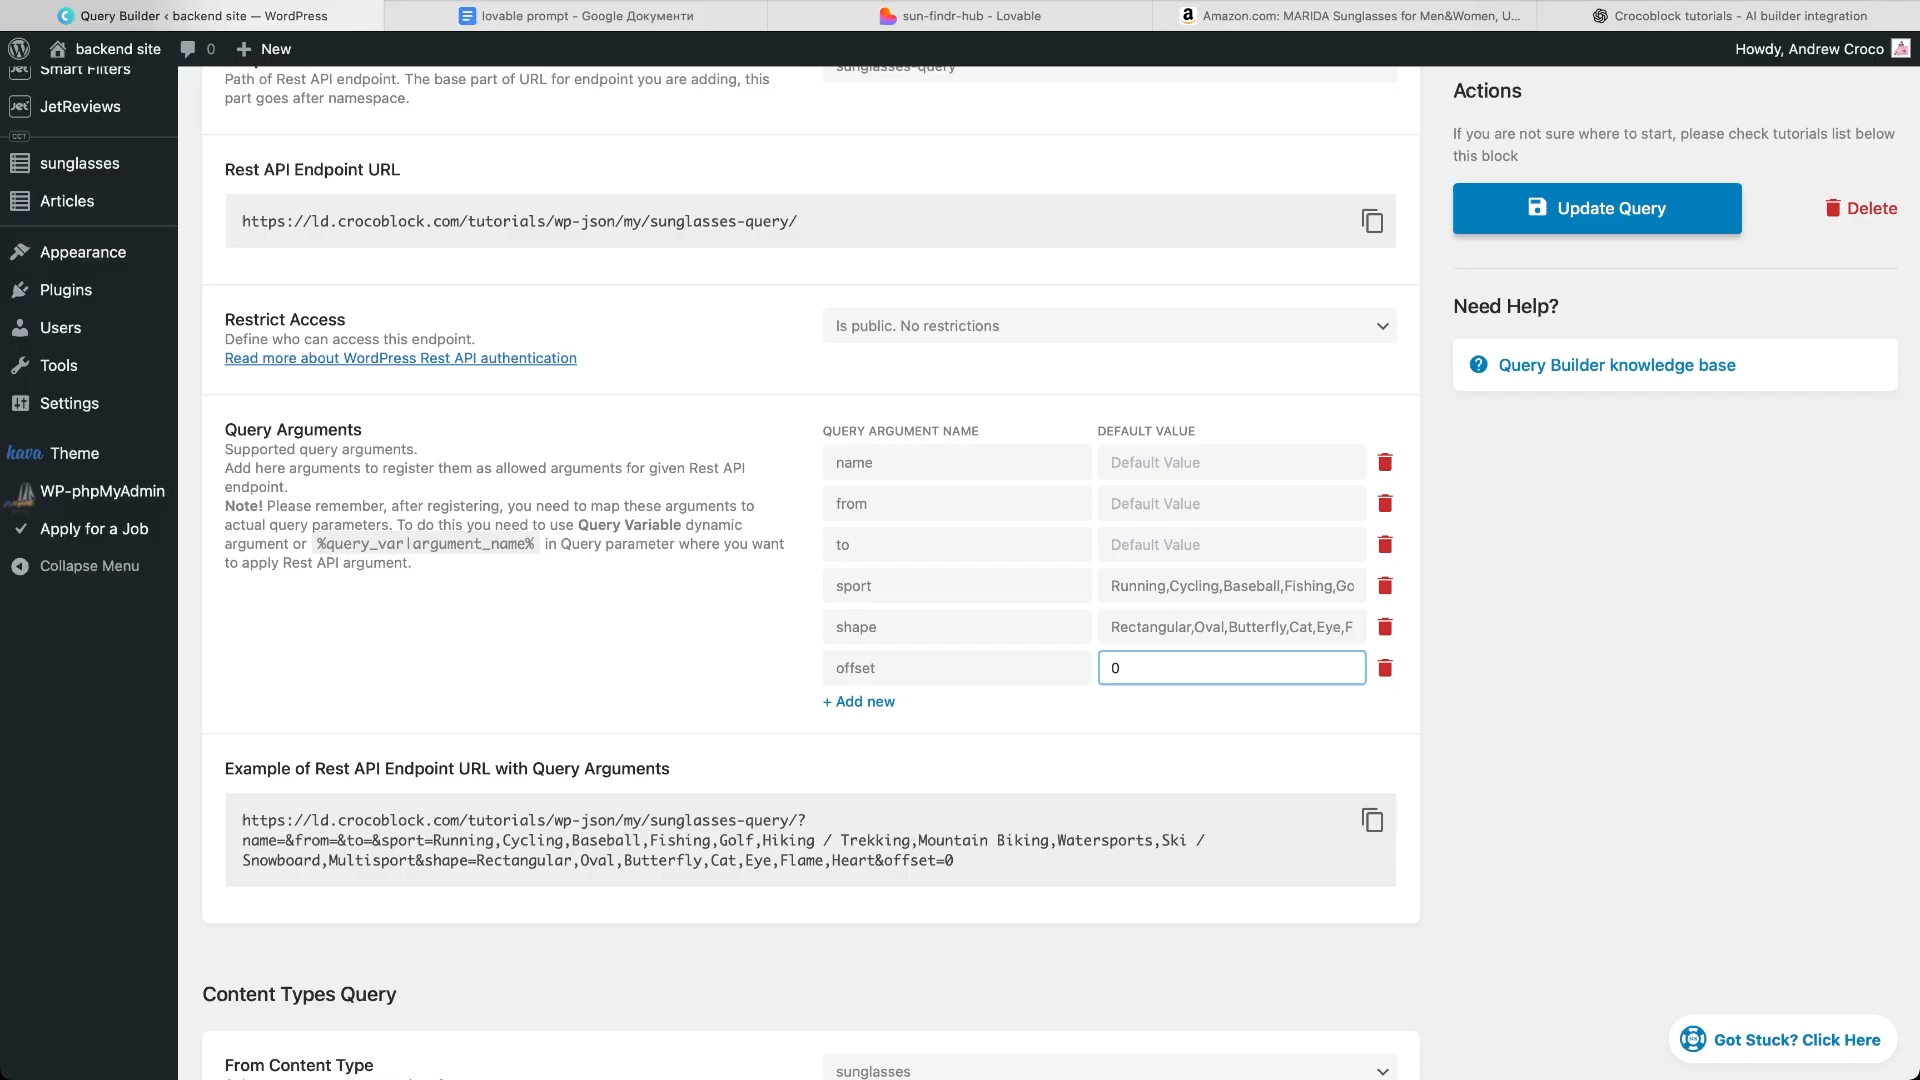 Query Builder ‹ backend site — WordPress
lovable prompt - Google Документи
sun-findr-hub - Lovable
Amazon.com: MARIDA Sunglasses for Men&Women, U...
Crocoblock tutorials - AI builder integration
backend site
0
New
Howdy, Andrew Croco
Smart Filters
JetReviews
CCT
sunglasses
Articles
Appearance
Plugins
Users
Tools
Settings
hava Theme
WP-phpMyAdmin
Apply for a Job
Collapse Menu
Path of Rest API endpoint. The base part of URL for endpoint you are adding, this
part goes after namespace.
sunglasses-query
Rest API Endpoint URL
https://ld.crocoblock.com/tutorials/wp-json/my/sunglasses-query/
Restrict Access
Define who can access this endpoint.
Read more about WordPress Rest API authentication
Is public. No restrictions
Query Arguments
Supported query arguments.
Add here arguments to register them as allowed arguments for given Rest API
endpoint.
Note! Please remember, after registering, you need to map these arguments to
actual query parameters. To do this you need to use Query Variable dynamic
argument or %query_var|argument_name% in Query parameter where you want
to apply Rest API argument.
QUERY ARGUMENT NAME
DEFAULT VALUE
name
Default Value
from
Default Value
to
Default Value
sport
Running,Cycling,Baseball,Fishing,Go
shape
Rectangular,Oval,Butterfly,Cat,Eye,F
offset
0
+ Add new
Example of Rest API Endpoint URL with Query Arguments
https://ld.crocoblock.com/tutorials/wp-json/my/sunglasses-query/?
name=&from=&to=&sport=Running,Cycling,Baseball,Fishing,Golf,Hiking / Trekking,Mountain Biking,Watersports,Ski /
Snowboard,Multisport&shape=Rectangular,Oval,Butterfly,Cat,Eye,Flame,Heart&offset=0
Content Types Query
From Content Type
sunglasses
Actions
If you are not sure where to start, please check tutorials list below
this block
Update Query
Delete
Need Help?
Query Builder knowledge base
Got Stuck? Click Here